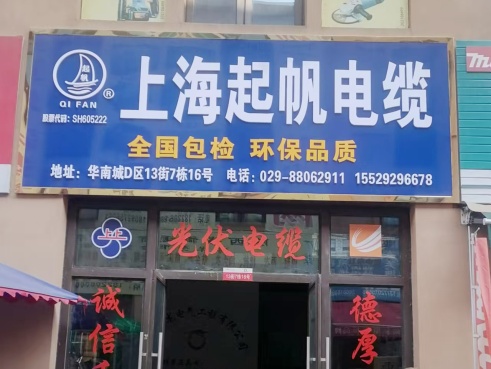 起帆
QI FAN
®
股票代码: SH605222
上海起帆电缆
全国包检 环保品质
地址: 华南城D区13街7栋16号 电话: 029-88062911 15529296678
光伏电缆
诚信
德厚